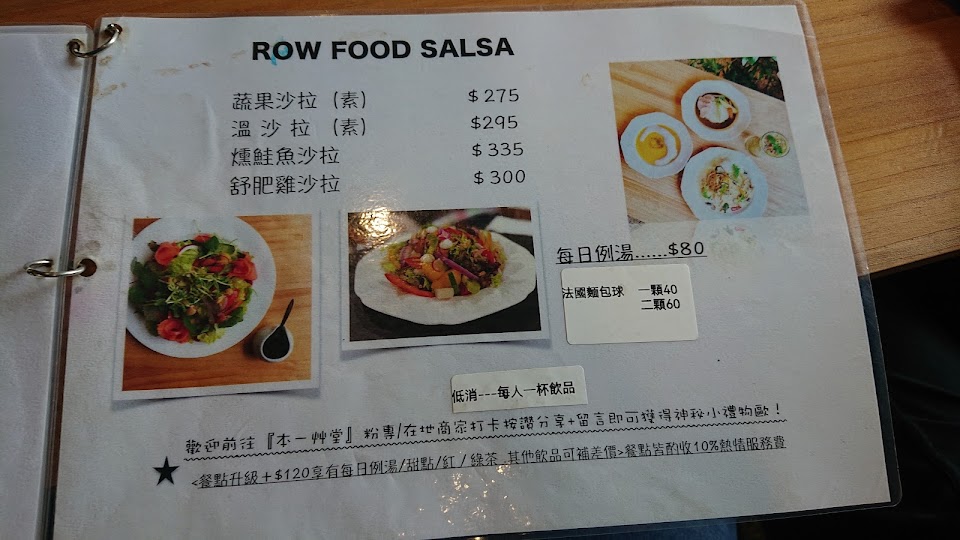 ROW FOOD SALSA
蔬果沙拉 (素) $275
溫沙拉 (素) $295
燻鮭魚沙拉 $335
舒肥雞沙拉 $300
每日例湯......$80
法國麵包球 一顆40
二顆60
低消---每人一杯飲品
歡迎前往『本一艸堂』粉專/在地商家打卡按讚分享+留言即可獲得神秘小禮物歐!
★ <餐點升級+$120享有每日例湯/甜點/紅/綠茶 其他飲品可補差價>餐點皆酌收10%熱情服務費